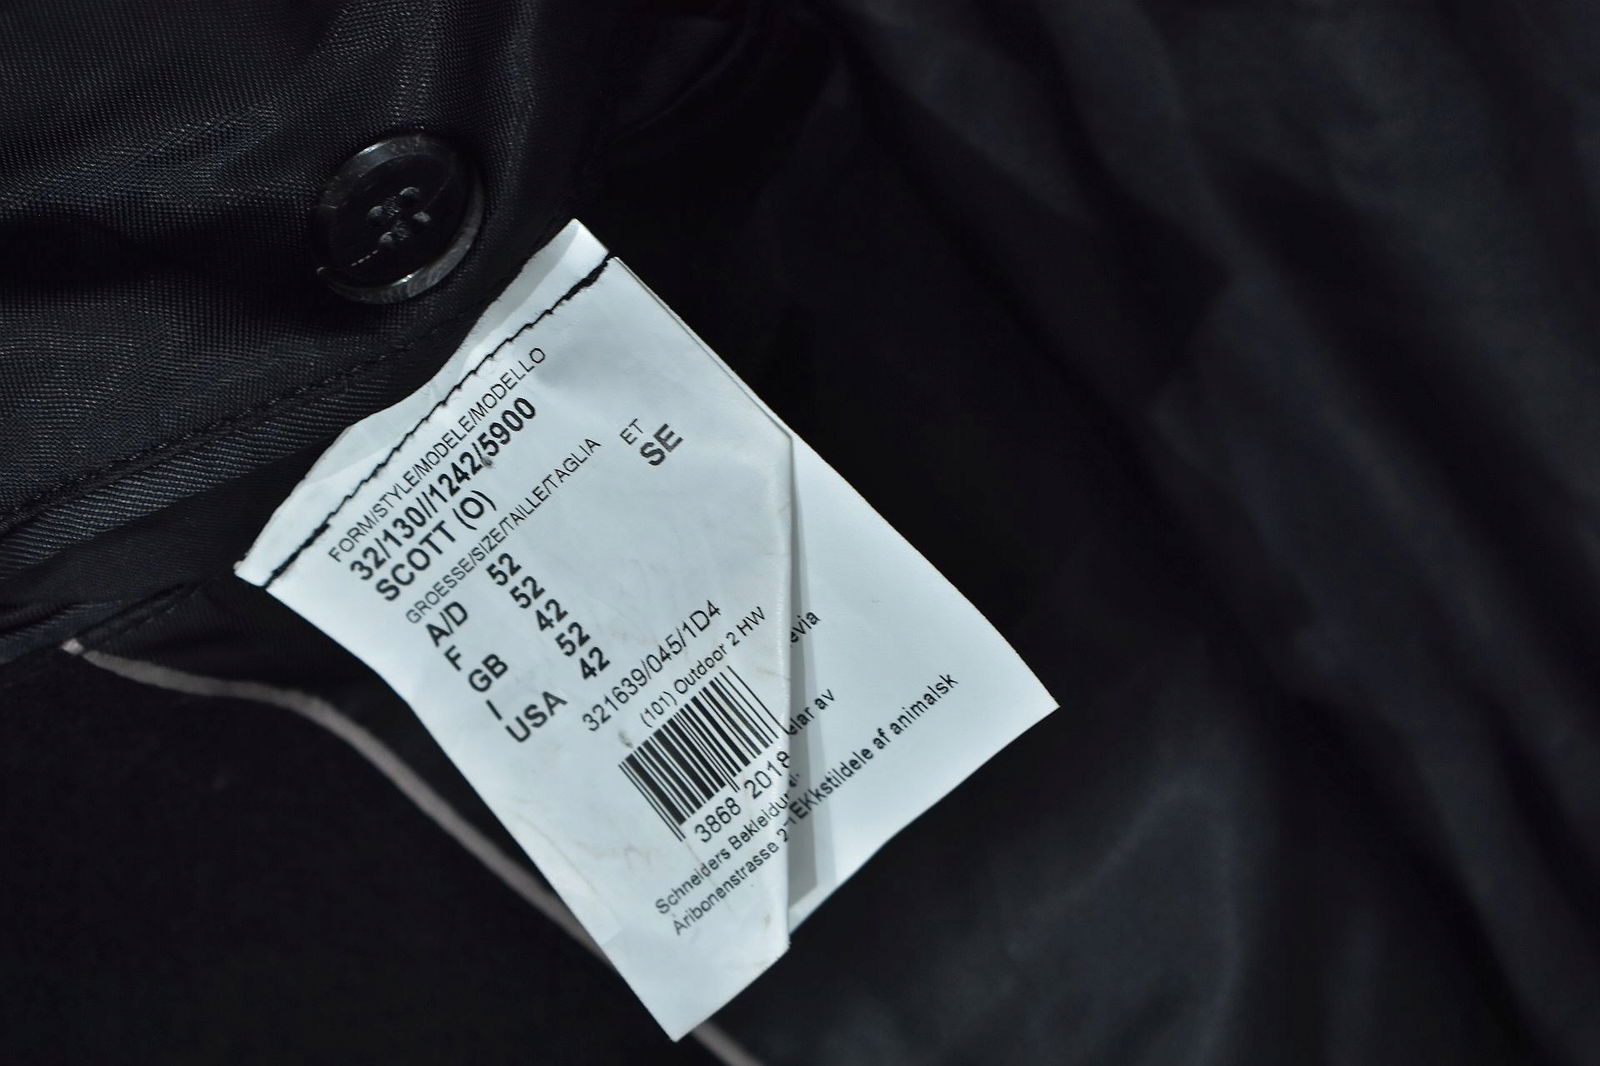 FORM/STYLE/MODELE/MODELLO
32/130//1242/5900
SCOTT (O)
GROESSE/SIZE/TAILLE/TAGLIA
ET
SE
A/D 52
F 52
GB 42
I 52
USA 42
321639/045/1D4
(101) Outdoor 2 HW
3868 2018
Schneiders
Aribonenstrasse
av
af animalsk